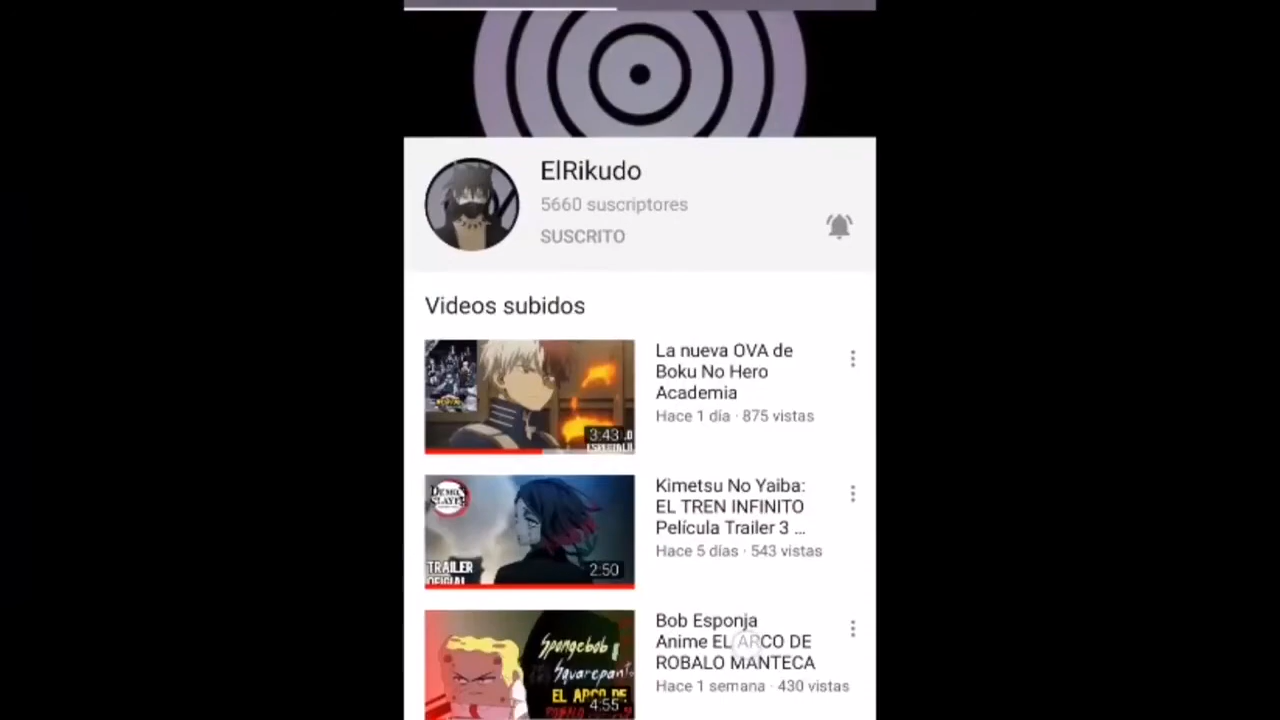 ElRikudo
5660 suscriptores
SUSCRITO
Videos subidos
La nueva OVA de
Boku No Hero
Academia
Hace 1 día · 875 vistas
3:43
Kimetsu No Yaiba:
EL TREN INFINITO
Película Trailer 3 ...
Hace 5 días · 543 vistas
DEMON
SLAYER
TRAILER
OFICIAL
2:50
Bob Esponja
Anime EL ARCO DE
ROBALO MANTECA
Hace 1 semana · 430 vistas
Spongebob
Squarepants
EL ARCO DE
4:55